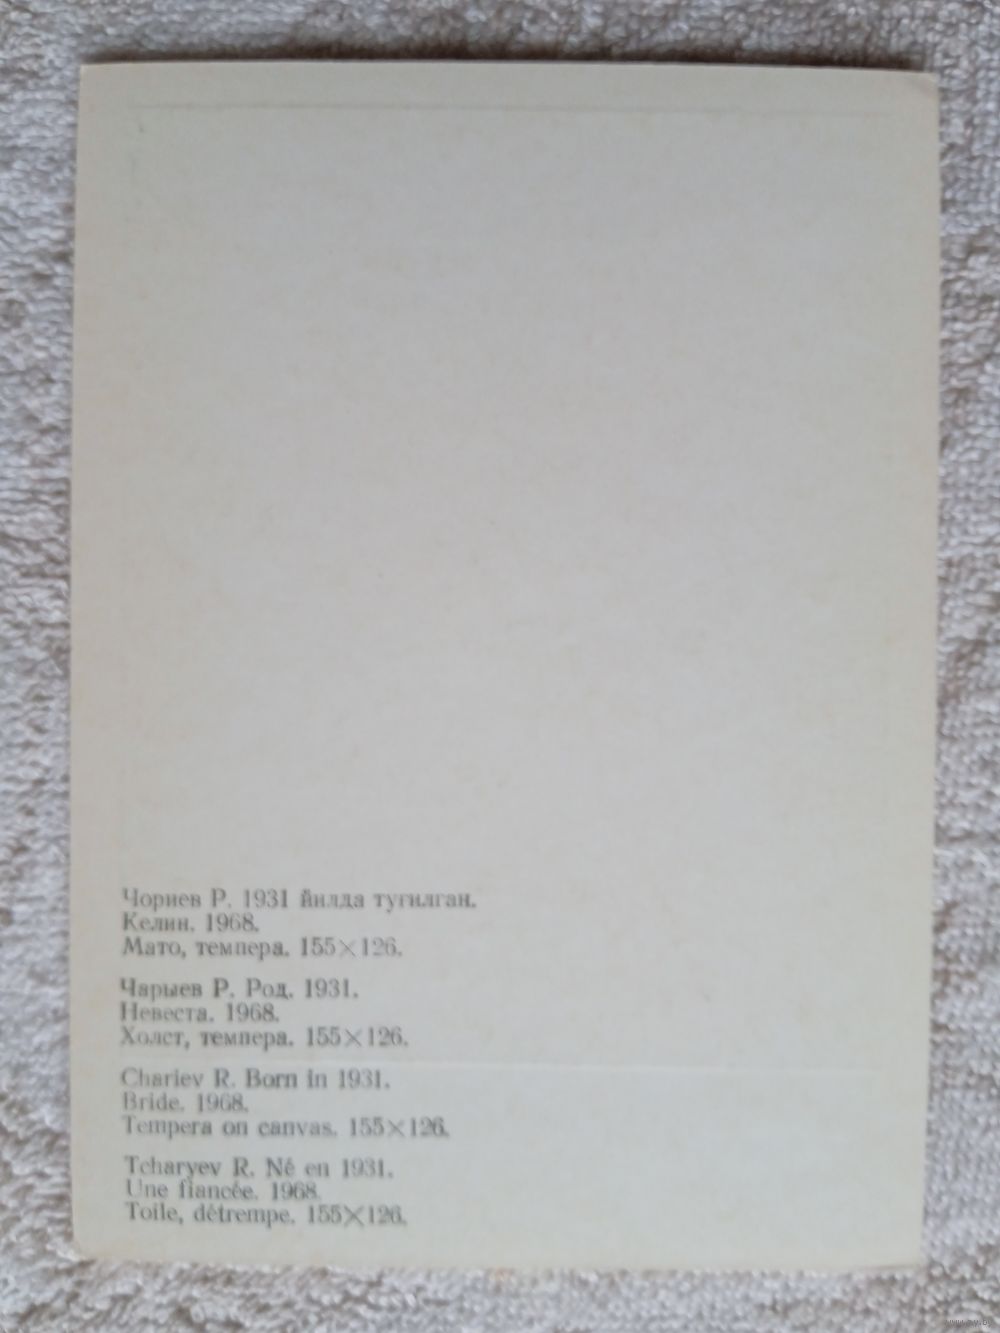 Чориев Р. 1931 йилда туғилган.
Келин. 1968.
Мато, темпера. 155×126.
Чарыев Р. Род. 1931.
Невеста. 1968.
Холст, темпера. 155×126.
Chariev R. Born in 1931.
Bride. 1968.
Tempera on canvas. 155×126.
Tcharyev R. Né en 1931.
Une fiancée. 1968.
Toile, détrempe. 155×126.